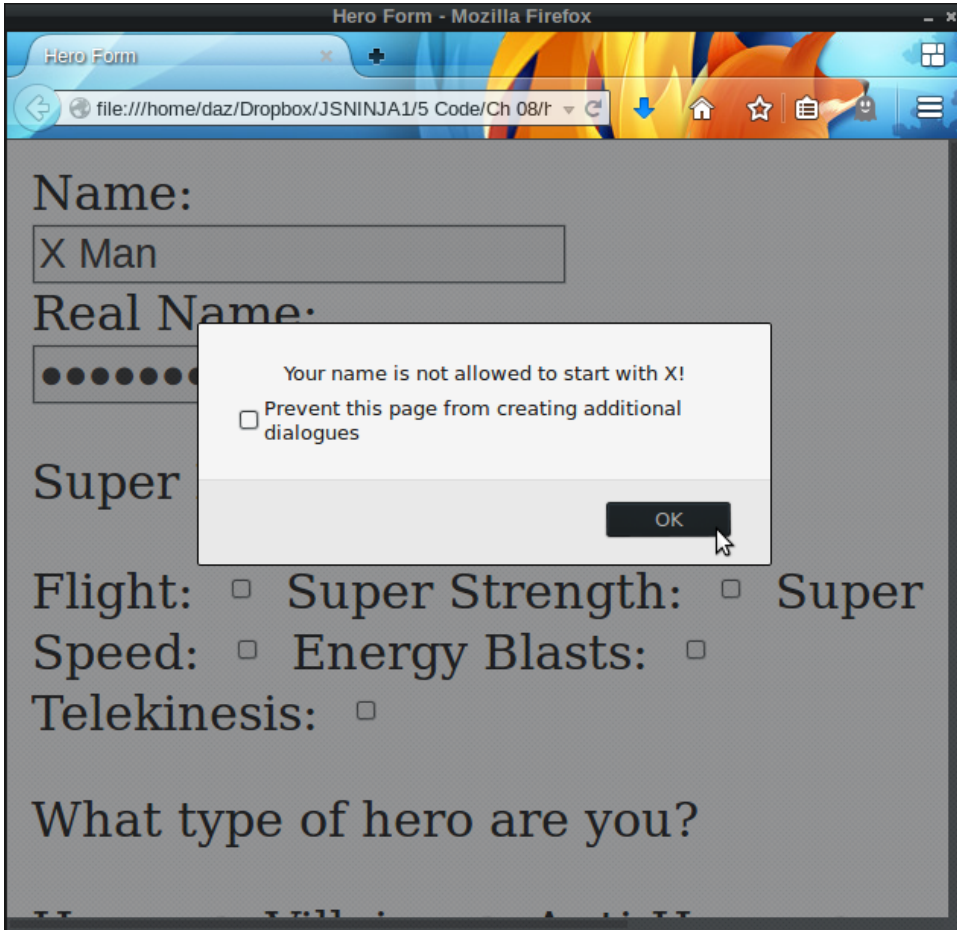 Hero Form - Mozilla Firefox
Hero Form
file:///home/daz/Dropbox/JSNINJA1/5 Code/Ch 08/h
Name:
X Man
Real Name:
Your name is not allowed to start with X!
Prevent this page from creating additional
dialogues
OK
Super
Flight: Super Strength: Super
Speed: Energy Blasts:
Telekinesis:
What type of hero are you?